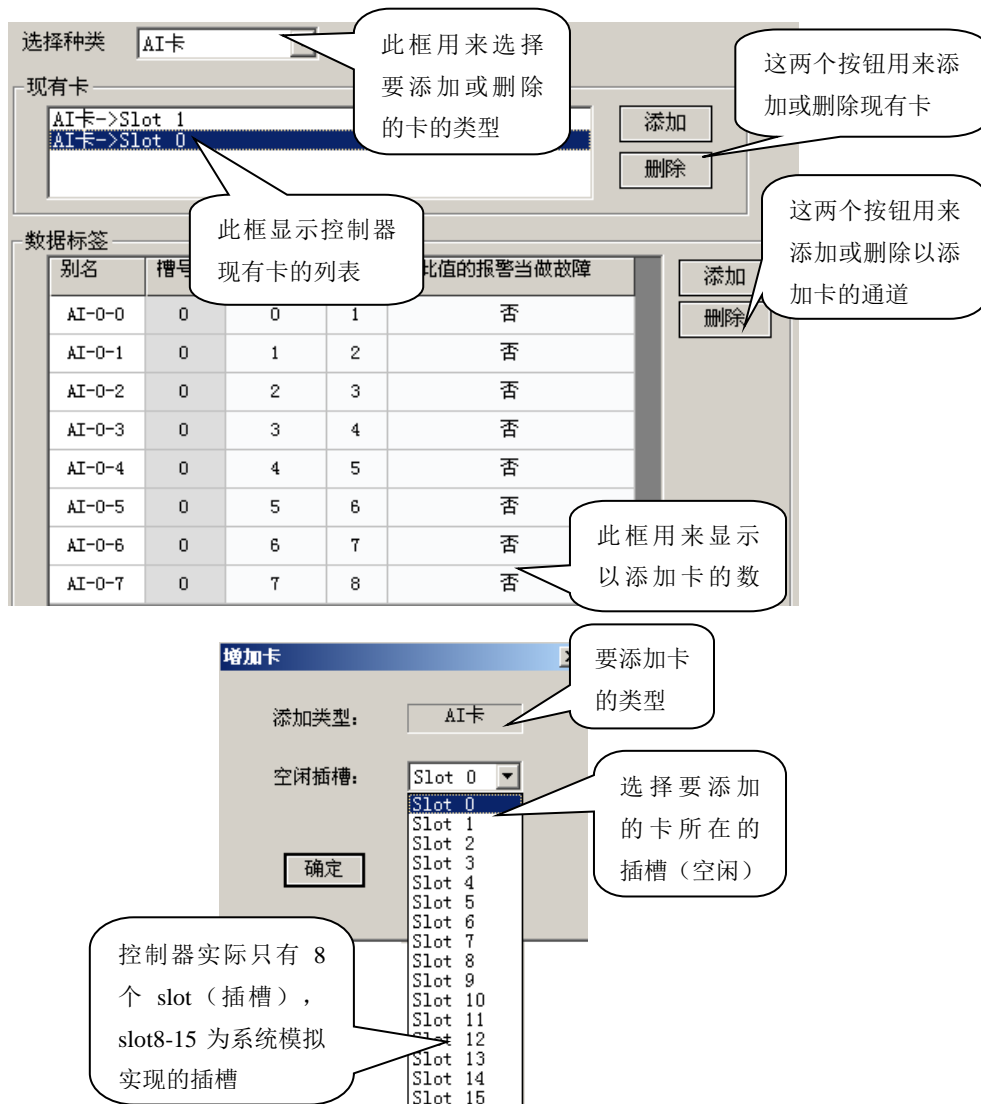 选择种类 AI卡
此框用来选择
要添加或删除
的卡的类型
这两个按钮用来添
加或删除现有卡
现有卡
AI卡->Slot 1
AI卡->Slot 0
添加
删除
此框显示控制器
现有卡的列表
这两个按钮用来
添加或删除以添
加卡的通道
数据标签
别名 槽号 此值的报警当做故障
添加
删除
AI-0-0 0 0 1 否
AI-0-1 0 1 2 否
AI-0-2 0 2 3 否
AI-0-3 0 3 4 否
AI-0-4 0 4 5 否
AI-0-5 0 5 6 否
AI-0-6 0 6 7 否
AI-0-7 0 7 8 否
此框用来显示
以添加卡的数
增加卡
要添加卡
的类型
添加类型: AI卡
空闲插槽: Slot 0
选择要添加
的卡所在的
插槽（空闲）
确定
Slot 0
Slot 1
Slot 2
Slot 3
Slot 4
Slot 5
Slot 6
Slot 7
Slot 8
Slot 9
Slot 10
Slot 11
Slot 12
Slot 13
Slot 14
Slot 15
控制器实际只有 8
个 slot（插槽），
slot8-15 为系统模拟
实现的插槽